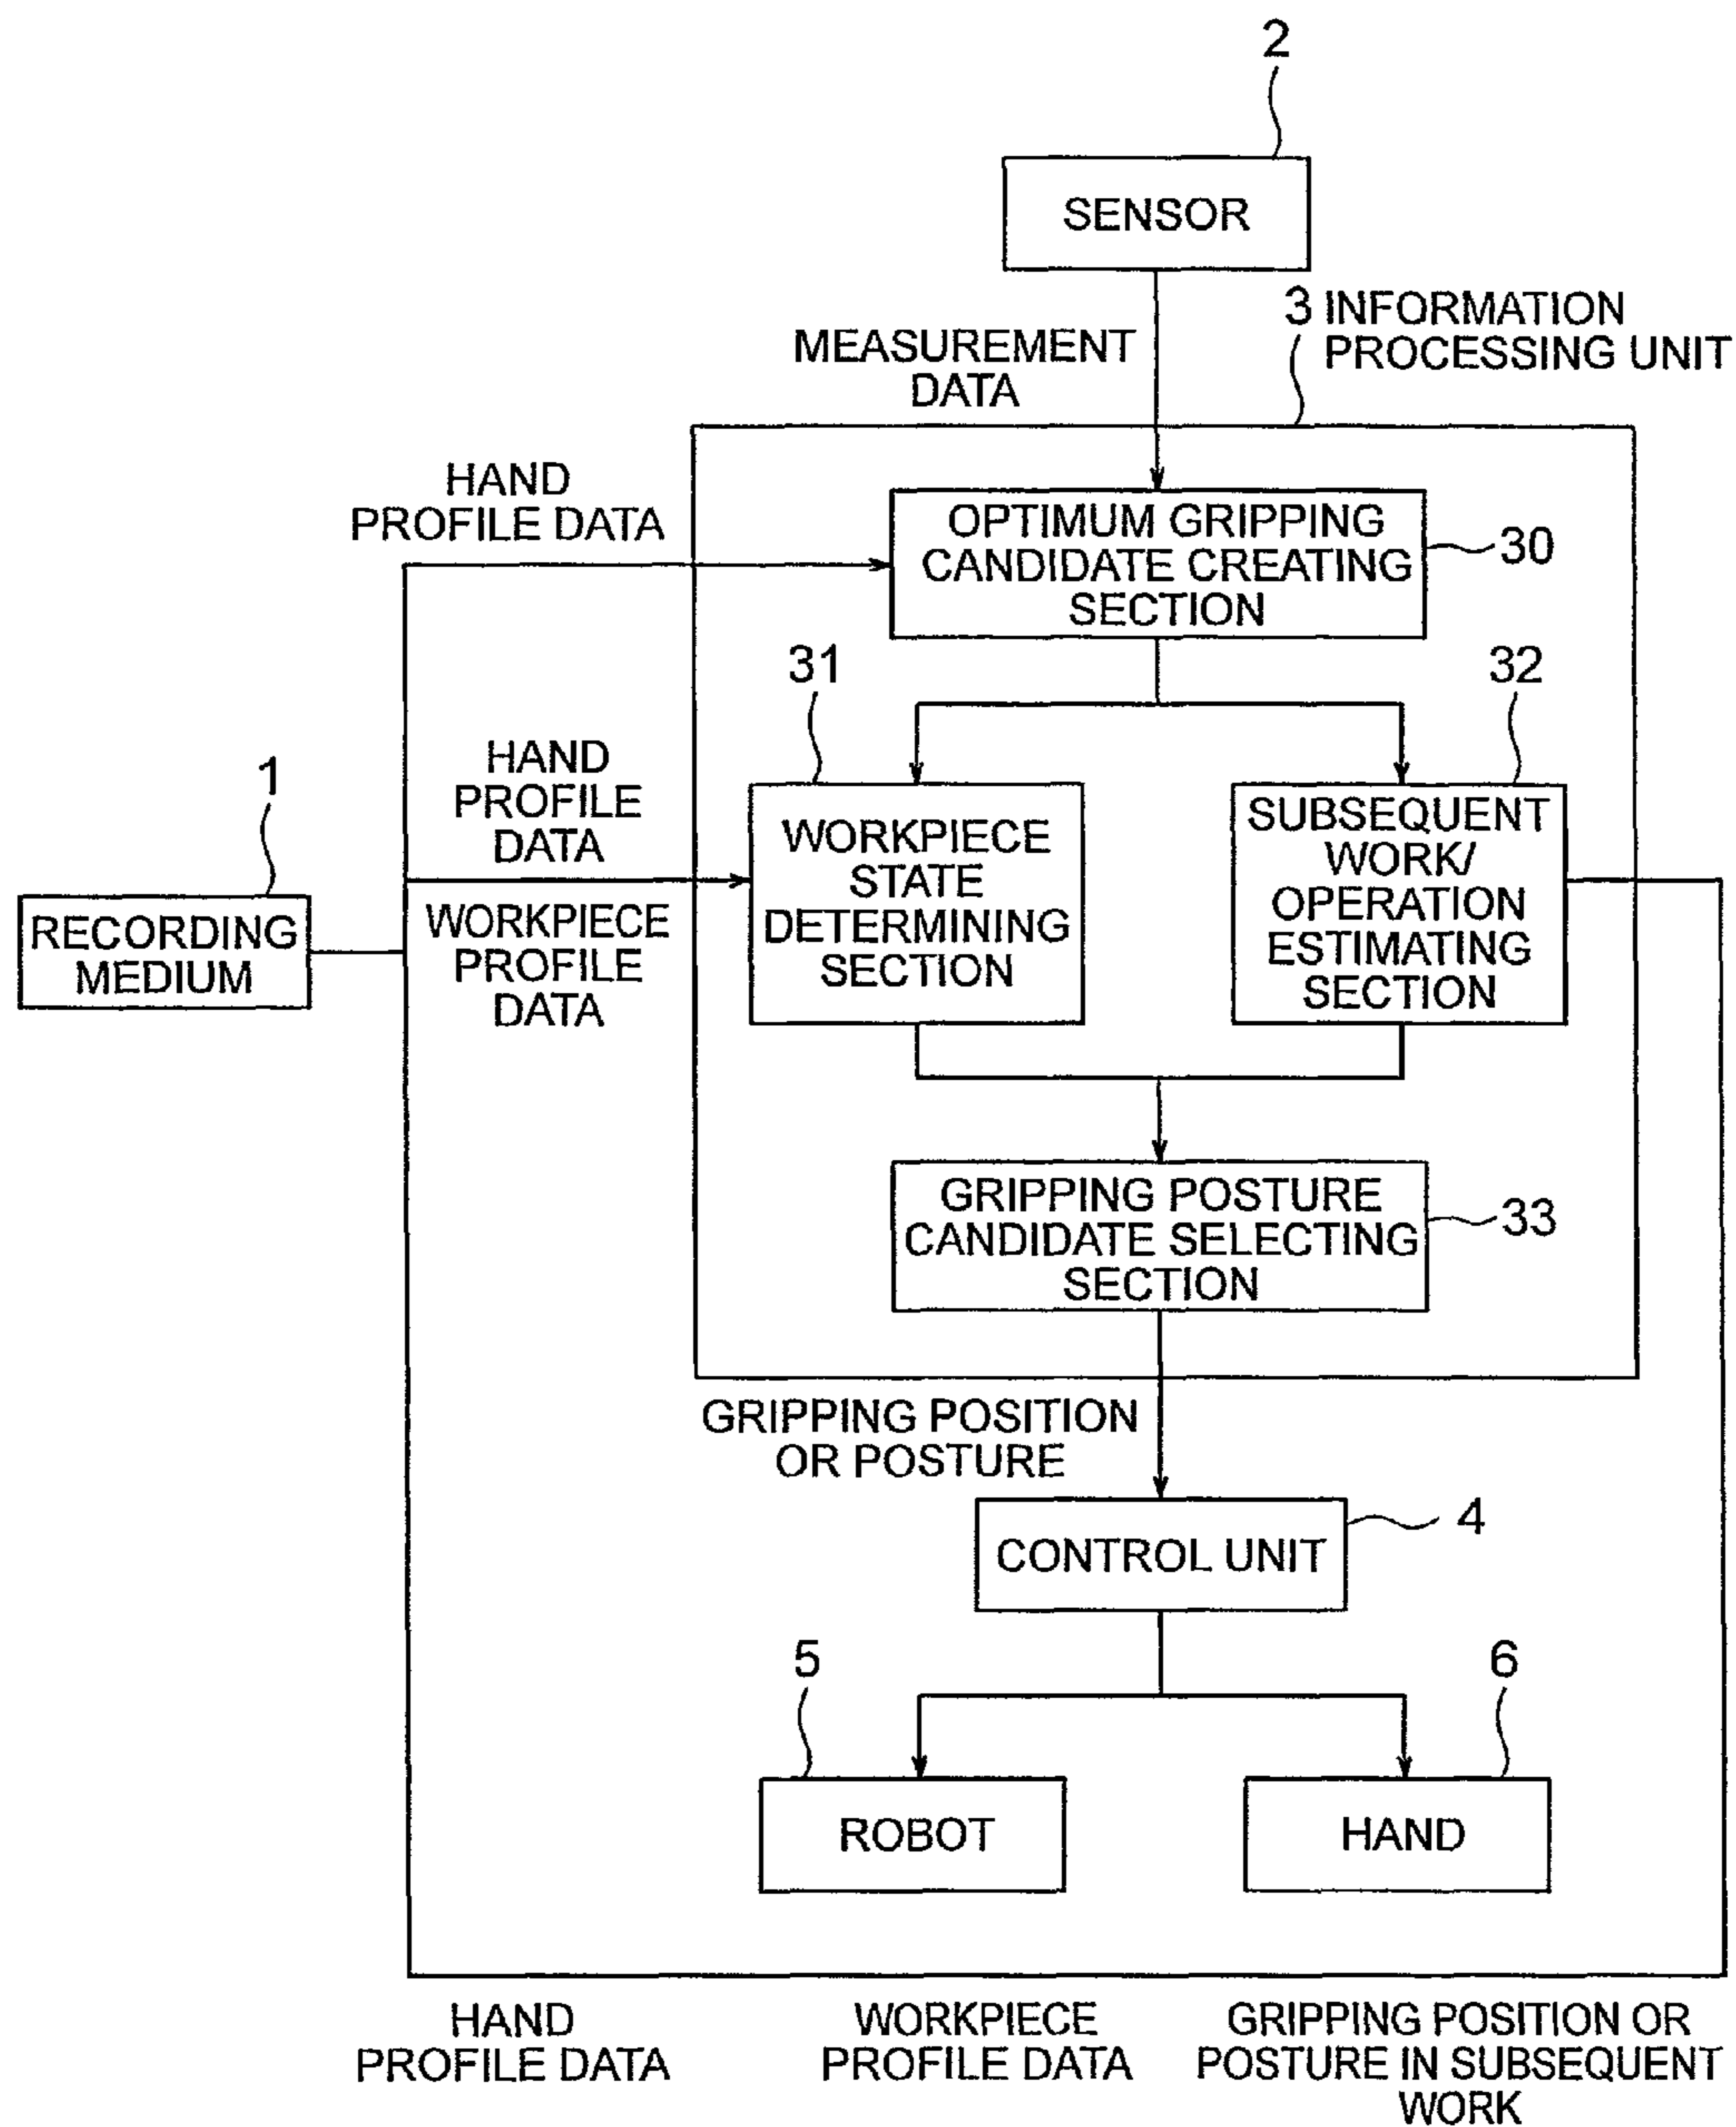 2
SENSOR
3 INFORMATION
PROCESSING UNIT
MEASUREMENT
DATA
HAND
PROFILE DATA
OPTIMUM GRIPPING
CANDIDATE CREATING
SECTION
30
31
32
HAND
PROFILE
DATA
WORKPIECE
PROFILE
DATA
1
RECORDING
MEDIUM
WORKPIECE
STATE
DETERMINING
SECTION
SUBSEQUENT
WORK/
OPERATION
ESTIMATING
SECTION
GRIPPING POSTURE
CANDIDATE SELECTING
SECTION
33
GRIPPING POSITION
OR POSTURE
CONTROL UNIT
4
5
6
ROBOT
HAND
HAND
PROFILE DATA
WORKPIECE
PROFILE DATA
GRIPPING POSITION OR
POSTURE IN SUBSEQUENT
WORK